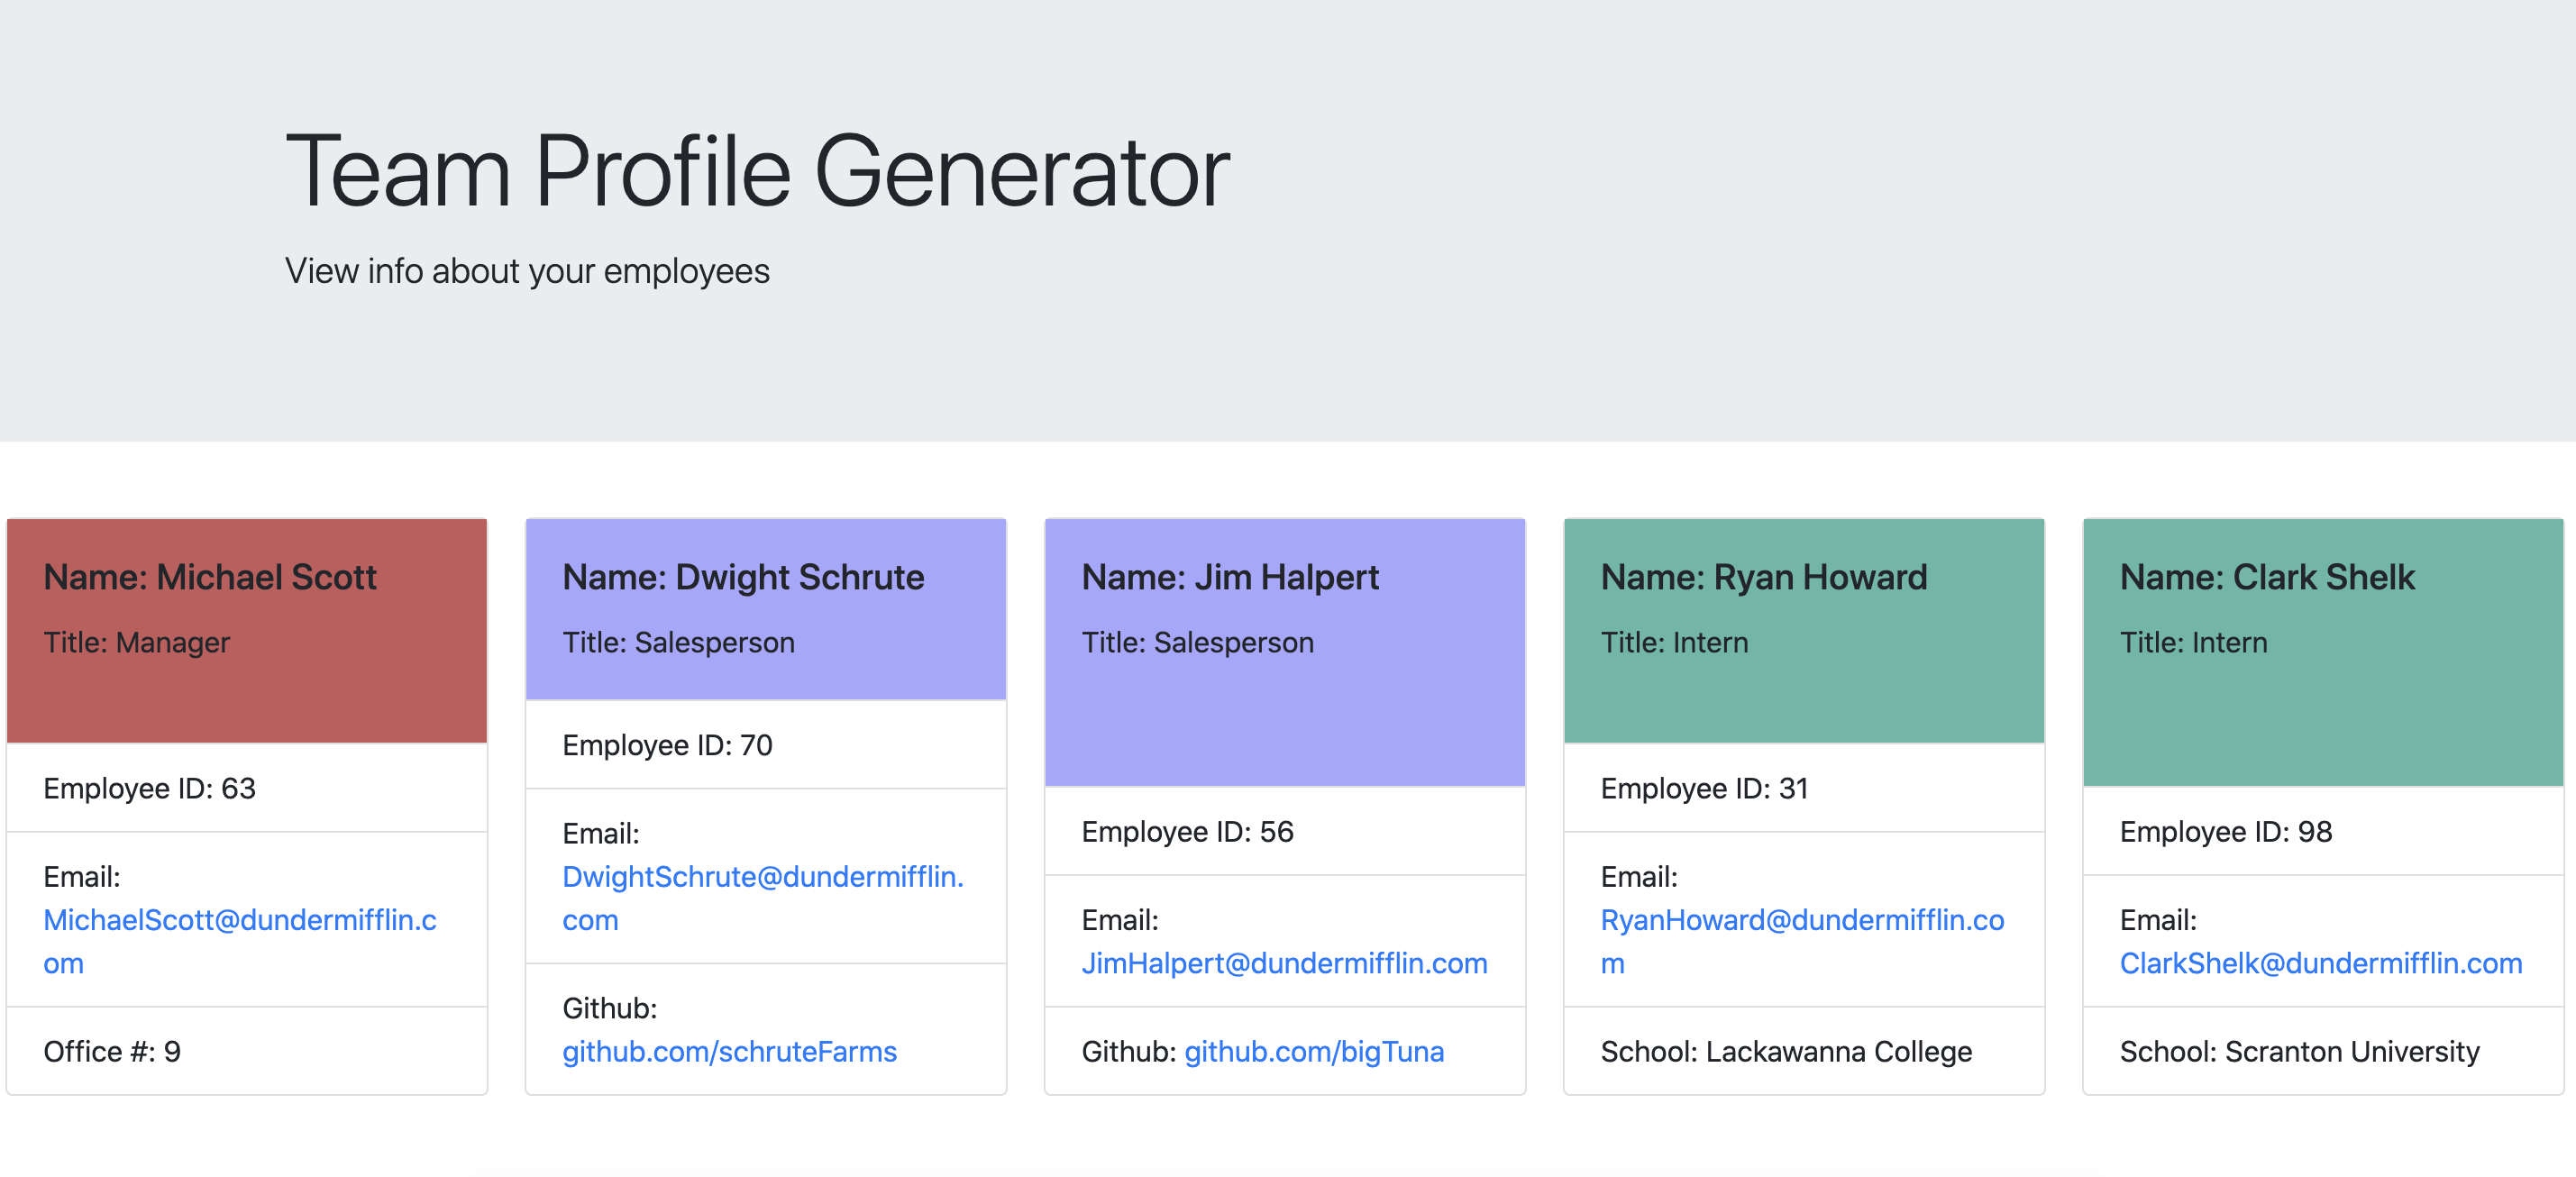 Team Profile Generator
View info about your employees
Name: Michael Scott
Title: Manager
Employee ID: 63
Email:
MichaelScott@dundermifflin.c
om
Office #: 9
Name: Dwight Schrute
Title: Salesperson
Employee ID: 70
Email:
DwightSchrute@dundermifflin.
com
Github:
github.com/schruteFarms
Name: Jim Halpert
Title: Salesperson
Employee ID: 56
Email:
JimHalpert@dundermifflin.com
Github: github.com/bigTuna
Name: Ryan Howard
Title: Intern
Employee ID: 31
Email:
RyanHoward@dundermifflin.co
m
School: Lackawanna College
Name: Clark Shelk
Title: Intern
Employee ID: 98
Email:
ClarkShelk@dundermifflin.com
School: Scranton University